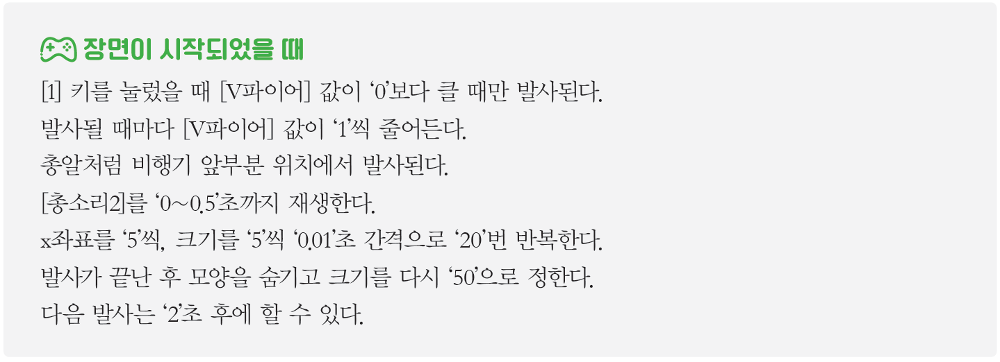 장면이 시작되었을 때
[1] 키를 눌렀을 때 [V파이어] 값이 ‘0’보다 클 때만 발사된다.
발사될 때마다 [V파이어] 값이 ‘1’씩 줄어든다.
총알처럼 비행기 앞부분 위치에서 발사된다.
[총소리2]를 ‘0~0.5’초까지 재생한다.
x좌표를 ‘5’씩, 크기를 ‘5’씩 ‘0.01’초 간격으로 ‘20’번 반복한다.
발사가 끝난 후 모양을 숨기고 크기를 다시 ‘50’으로 정한다.
다음 발사는 ‘2’초 후에 할 수 있다.